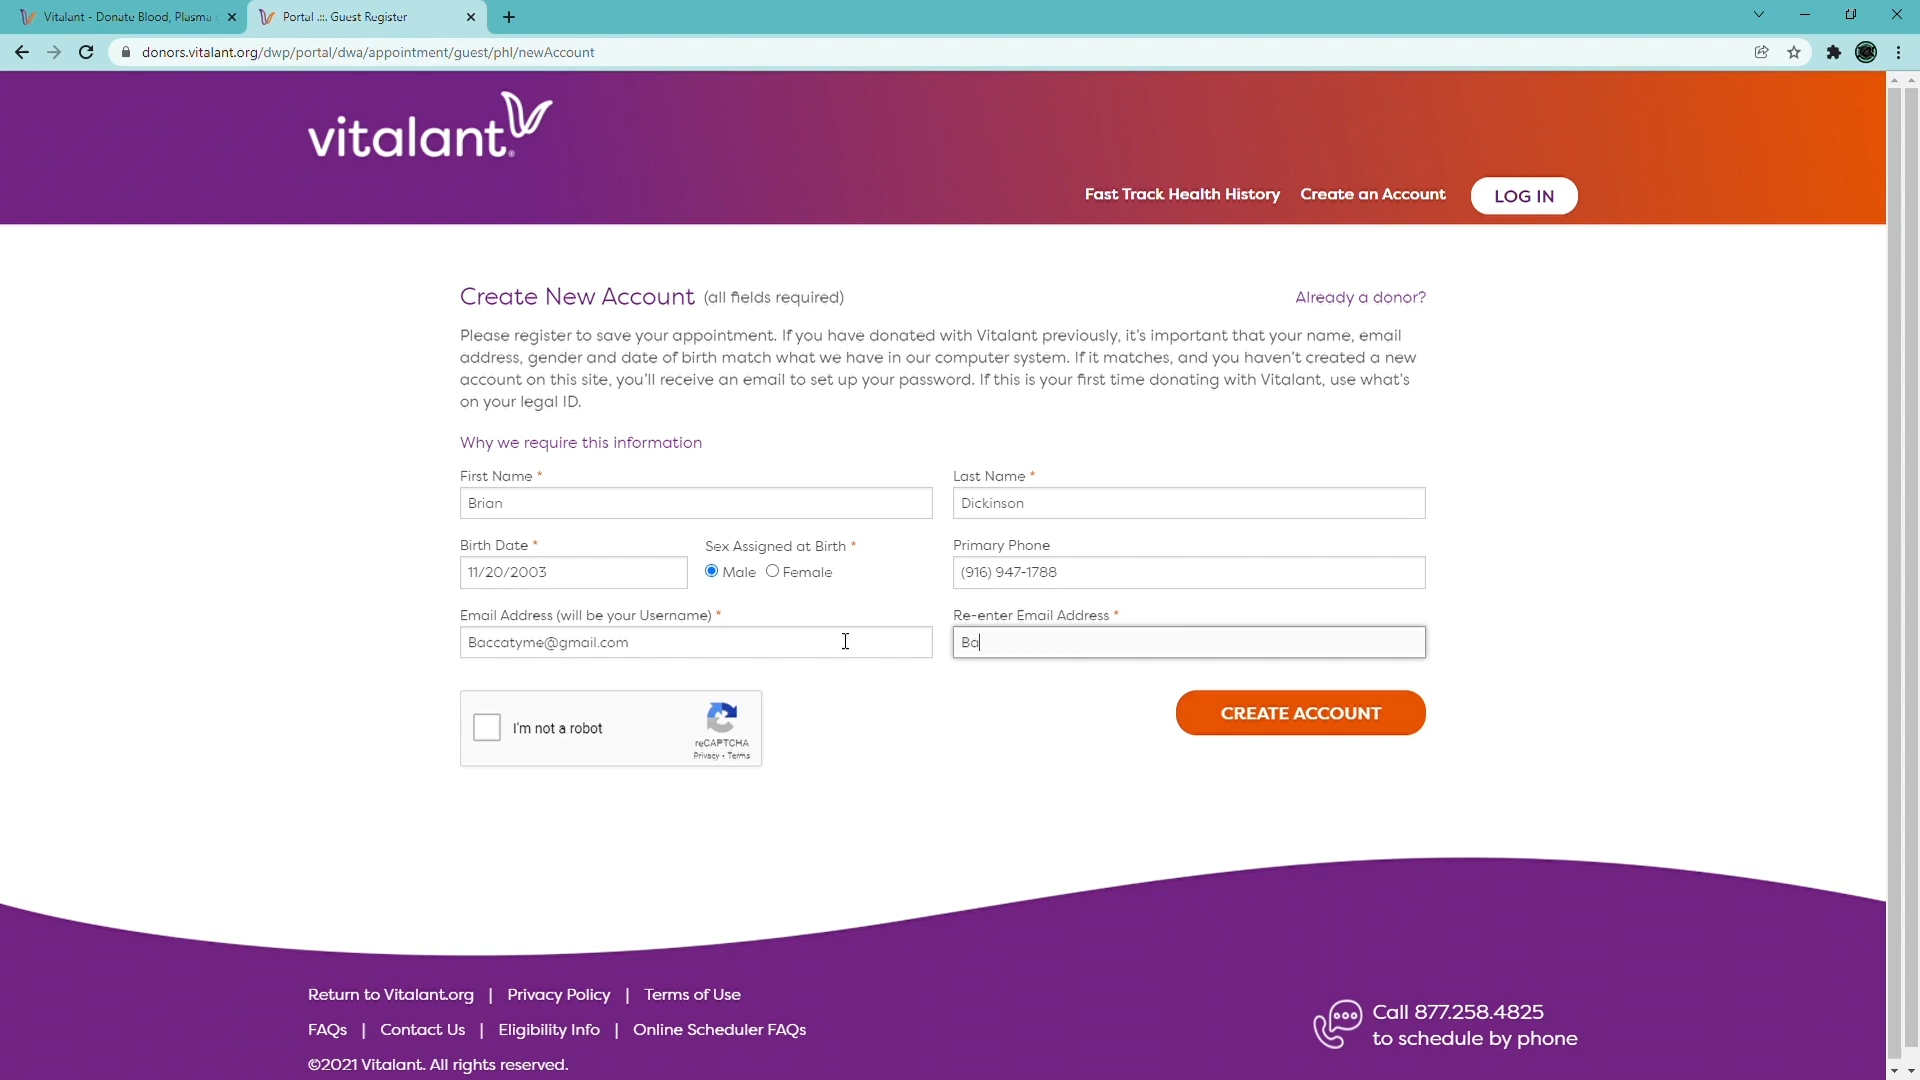 Vitalant - Donate Blood, Plasma
Portal .::. Guest Register
donors.vitalant.org/dwp/portal/dwa/appointment/guest/phl/newAccount
vitalant®
Fast Track Health History
Create an Account
LOG IN
Create New Account (all fields required)
Already a donor?
Please register to save your appointment. If you have donated with Vitalant previously, it's important that your name, email
address, gender and date of birth match what we have in our computer system. If it matches, and you haven't created a new
account on this site, you'll receive an email to set up your password. If this is your first time donating with Vitalant, use what's
on your legal ID.
Why we require this information
First Name *
Last Name *
Brian
Dickinson
Birth Date *
Sex Assigned at Birth *
Primary Phone
11/20/2003
Male Female
(916) 947-1788
Email Address (will be your Username) *
Re-enter Email Address *
Baccatyme@gmail.com
Ba
I'm not a robot
reCAPTCHA
Privacy - Terms
CREATE ACCOUNT
Return to Vitalant.org | Privacy Policy | Terms of Use
FAQs | Contact Us | Eligibility Info | Online Scheduler FAQs
©2021 Vitalant. All rights reserved.
Call 877.258.4825
to schedule by phone